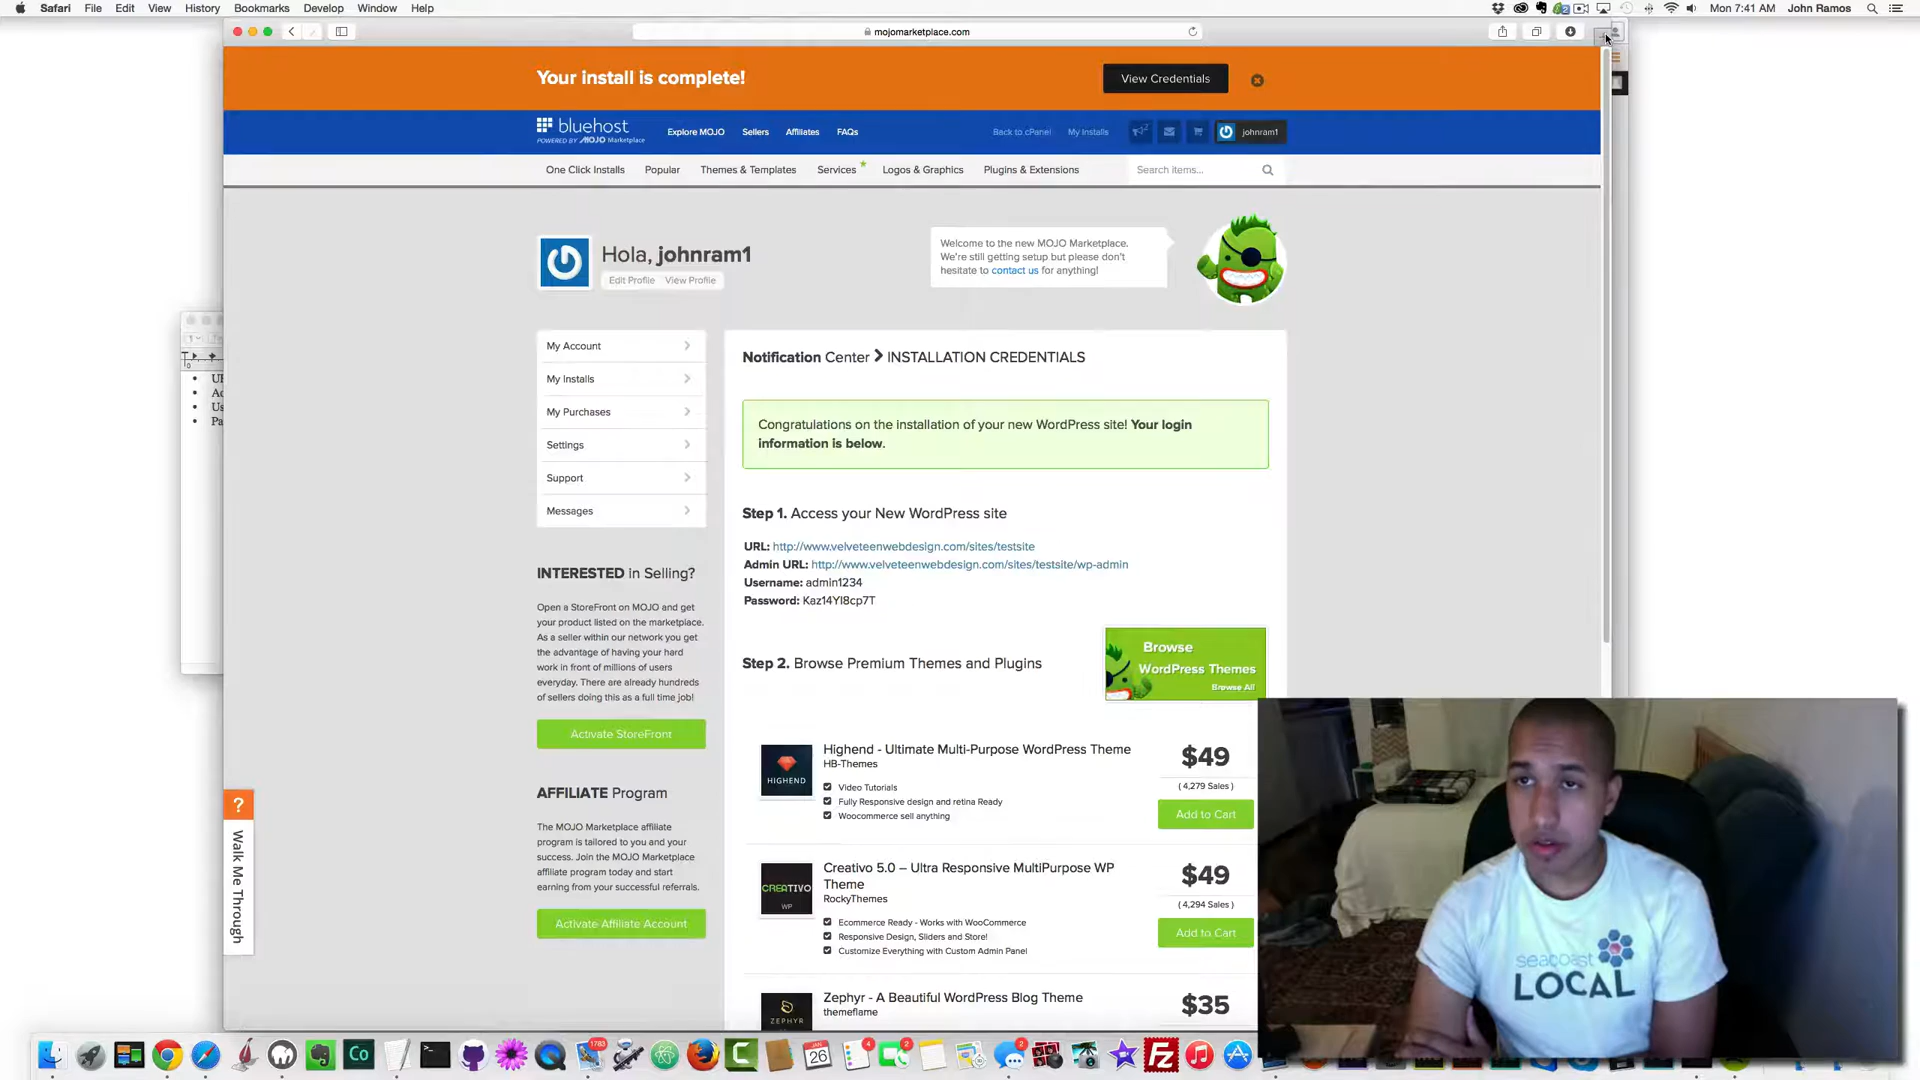 Safari File Edit View History Bookmarks Develop Window Help
Mon 7:41 AM John Ramos
mojomarketplace.com
Your install is complete!
View Credentials
bluehost
POWERED BY MOJO Marketplace
Explore MOJO Sellers Affiliates FAQs
Back to cPanel My Installs
johnram1
One Click Installs Popular Themes & Templates Services Logos & Graphics Plugins & Extensions
Search items...
Hola, johnram1
Edit Profile View Profile
Welcome to the new MOJO Marketplace.
We're still getting setup but please don't
hesitate to contact us for anything!
My Account
My Installs
My Purchases
Settings
Support
Messages
INTERESTED in Selling?
Open a StoreFront on MOJO and get
your product listed on the marketplace.
As a seller within our network you get
the advantage of having your hard
work in front of millions of users
everyday. There are already hundreds
of sellers doing this as a full time job!
Activate StoreFront
AFFILIATE Program
The MOJO Marketplace affiliate
program is tailored to you and your
success. Join the MOJO Marketplace
affiliate program today and start
earning from your successful referrals.
Activate Affiliate Account
? Walk Me Through
Notification Center > INSTALLATION CREDENTIALS
Congratulations on the installation of your new WordPress site! Your login
information is below.
Step 1. Access your New WordPress site
URL: http://www.velveteenwebdesign.com/sites/testsite
Admin URL: http://www.velveteenwebdesign.com/sites/testsite/wp-admin
Username: admin1234
Password: Kaz14YI8cp7T
Step 2. Browse Premium Themes and Plugins
Browse
WordPress Themes
Browse All
HIGHEND
Highend - Ultimate Multi-Purpose WordPress Theme
HB-Themes
Video Tutorials
Fully Responsive design and retina Ready
Woocommerce sell anything
$49
( 4,279 Sales )
Add to Cart
CREATIVO
WP
Creativo 5.0 – Ultra Responsive MultiPurpose WP
Theme
RockyThemes
Ecommerce Ready - Works with WooCommerce
Responsive Design, Sliders and Store!
Customize Everything with Custom Admin Panel
$49
( 4,294 Sales )
Add to Cart
ZEPHYR
Zephyr - A Beautiful WordPress Blog Theme
themeflame
$35
seacoast
LOCAL